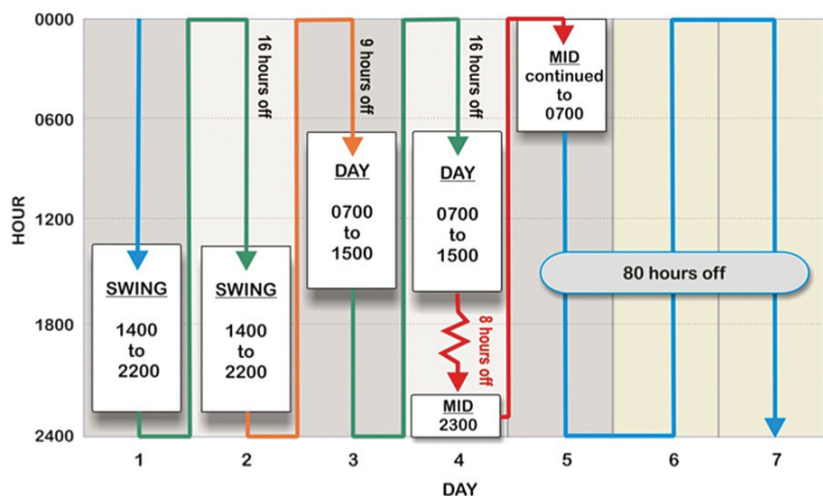 0000
0600
1200
1800
2400
HOUR
SWING
1400
to
2200
16 hours off
SWING
1400
to
2200
9 hours off
DAY
0700
to
1500
16 hours off
DAY
0700
to
1500
8 hours off
MID
2300
MID
continued
to
0700
80 hours off
1 2 3 4 5 6 7
DAY